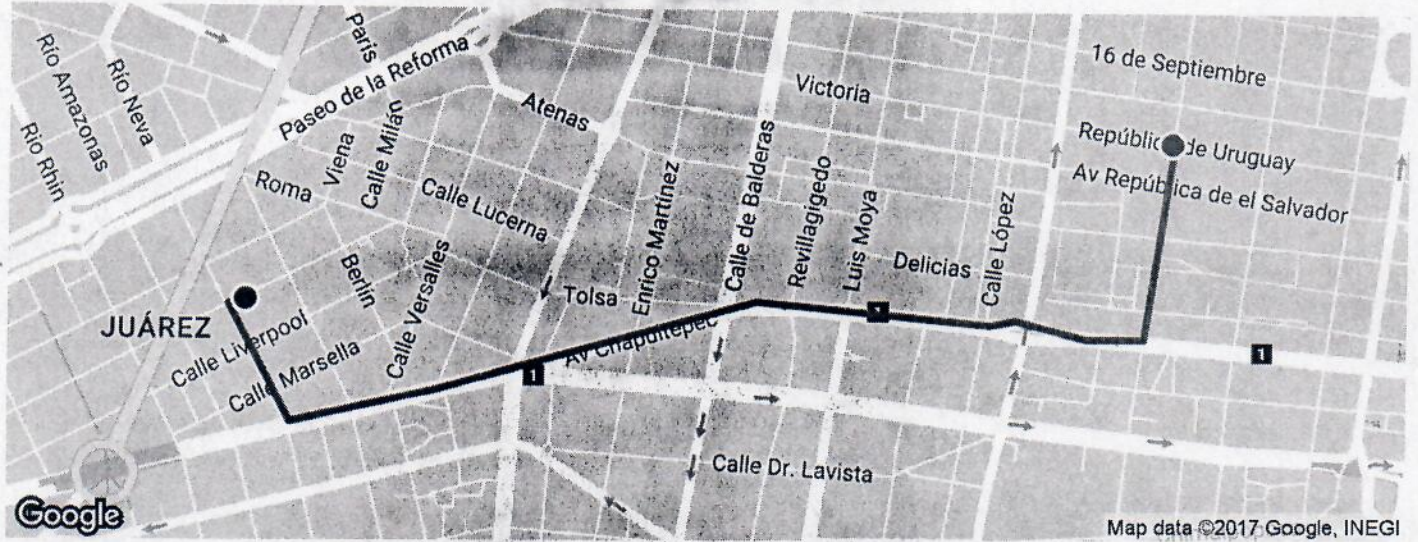 Río Amazonas
Río Neva
Río Rhin
París
Paseo de la Reforma
Viena
Calle Milán
Roma
Atenas
Victoria
16 de Septiembre
República de Uruguay
Av República de el Salvador
Calle Lucerna
Enrico Martínez
Calle de Balderas
Revillagigedo
Luis Moya
Delicias
Calle López
Berlín
Calle Versalles
Tolsa
JUÁREZ
Calle Liverpool
Calle Marsella
Av Chapultepec
1
1
1
Calle Dr. Lavista
Google
Map data ©2017 Google, INEGI